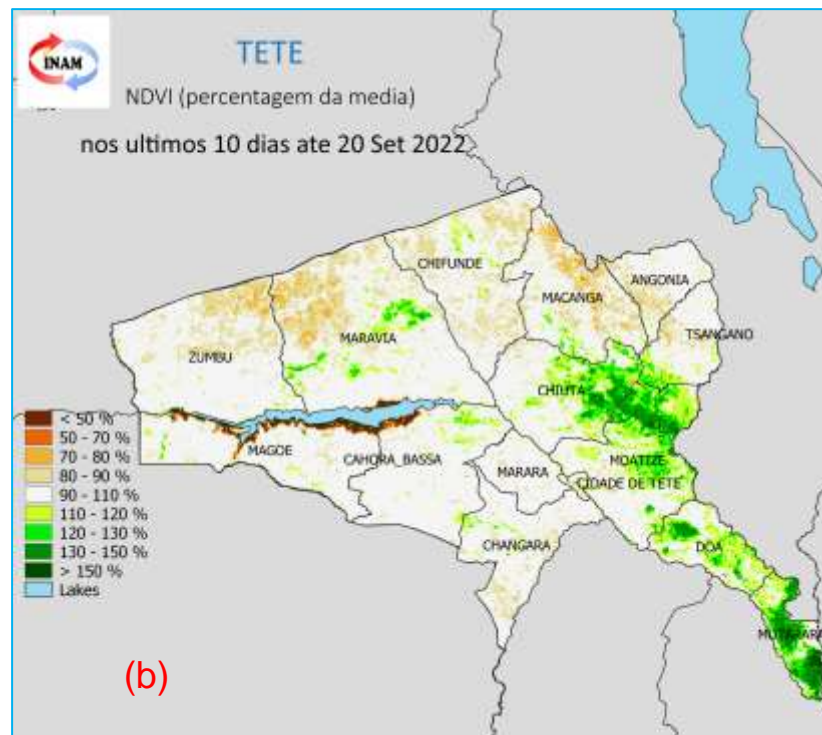 INAM
TETE
NDVI (percentagem da media)
nos ultimos 10 dias ate 20 Set 2022
CHIFUNDE
ANGONIA
MACANGA
TSANGANO
MARAVIA
ZUMBU
CHIUTA
< 50 %
50 - 70 %
70 - 80 %
80 - 90 %
90 - 110 %
110 - 120 %
120 - 130 %
130 - 150 %
> 150 %
Lakes
MAGOE
CAHORA_BASSA
MARARA
MOATIZE
CIDADE DE TETE
CHANGARA
DOA
MUTARARA
(b)